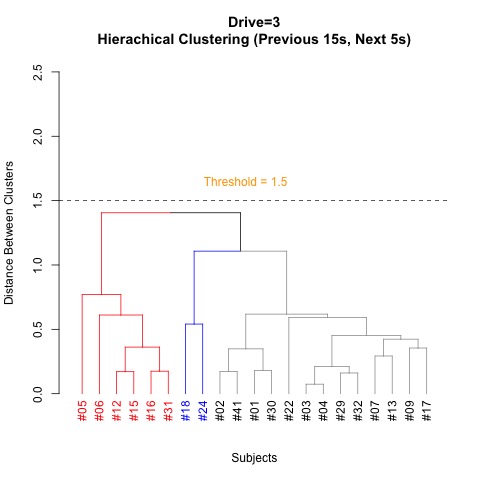 Drive=3
Hierachical Clustering (Previous 15s, Next 5s)
Distance Between Clusters
2.5
2.0
1.5
1.0
0.5
0.0
Threshold = 1.5
#05 #06 #12 #15 #16 #31 #18 #24 #02 #41 #01 #30 #22 #03 #04 #29 #32 #07 #13 #09 #17
Subjects